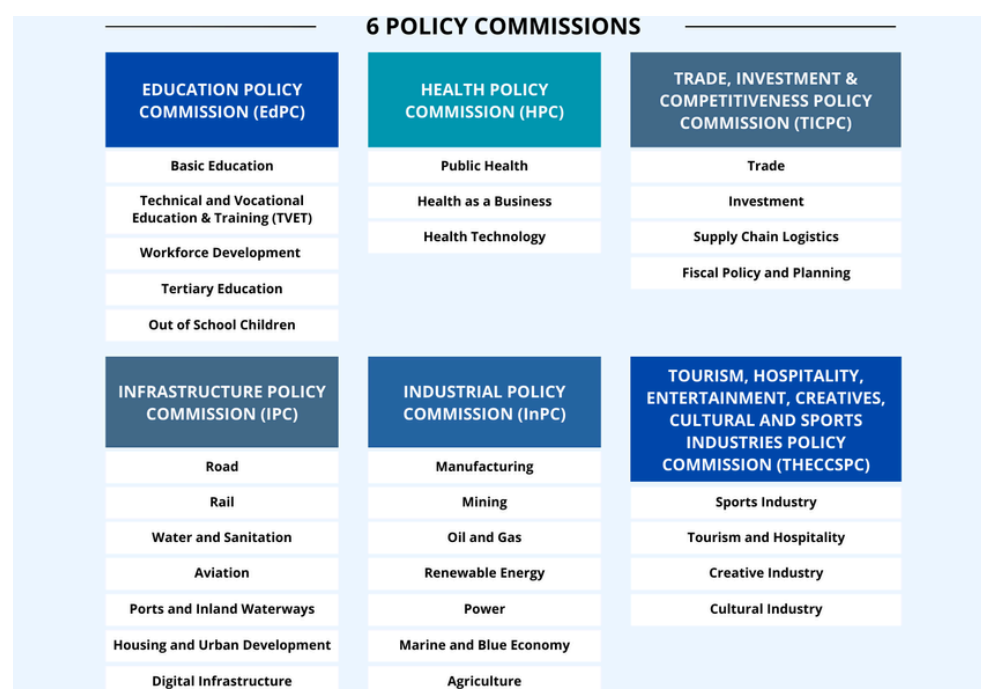 6 POLICY COMMISSIONS
EDUCATION POLICY
COMMISSION (EdPC)
Basic Education
Technical and Vocational
Education & Training (TVET)
Workforce Development
Tertiary Education
Out of School Children
HEALTH POLICY
COMMISSION (HPC)
Public Health
Health as a Business
Health Technology
TRADE, INVESTMENT &
COMPETITIVENESS POLICY
COMMISSION (TICPC)
Trade
Investment
Supply Chain Logistics
Fiscal Policy and Planning
INFRASTRUCTURE POLICY
COMMISSION (IPC)
Road
Rail
Water and Sanitation
Aviation
Ports and Inland Waterways
Housing and Urban Development
Digital Infrastructure
INDUSTRIAL POLICY
COMMISSION (InPC)
Manufacturing
Mining
Oil and Gas
Renewable Energy
Power
Marine and Blue Economy
Agriculture
TOURISM, HOSPITALITY,
ENTERTAINMENT, CREATIVES,
CULTURAL AND SPORTS
INDUSTRIES POLICY
COMMISSION (THECCSPC)
Sports Industry
Tourism and Hospitality
Creative Industry
Cultural Industry